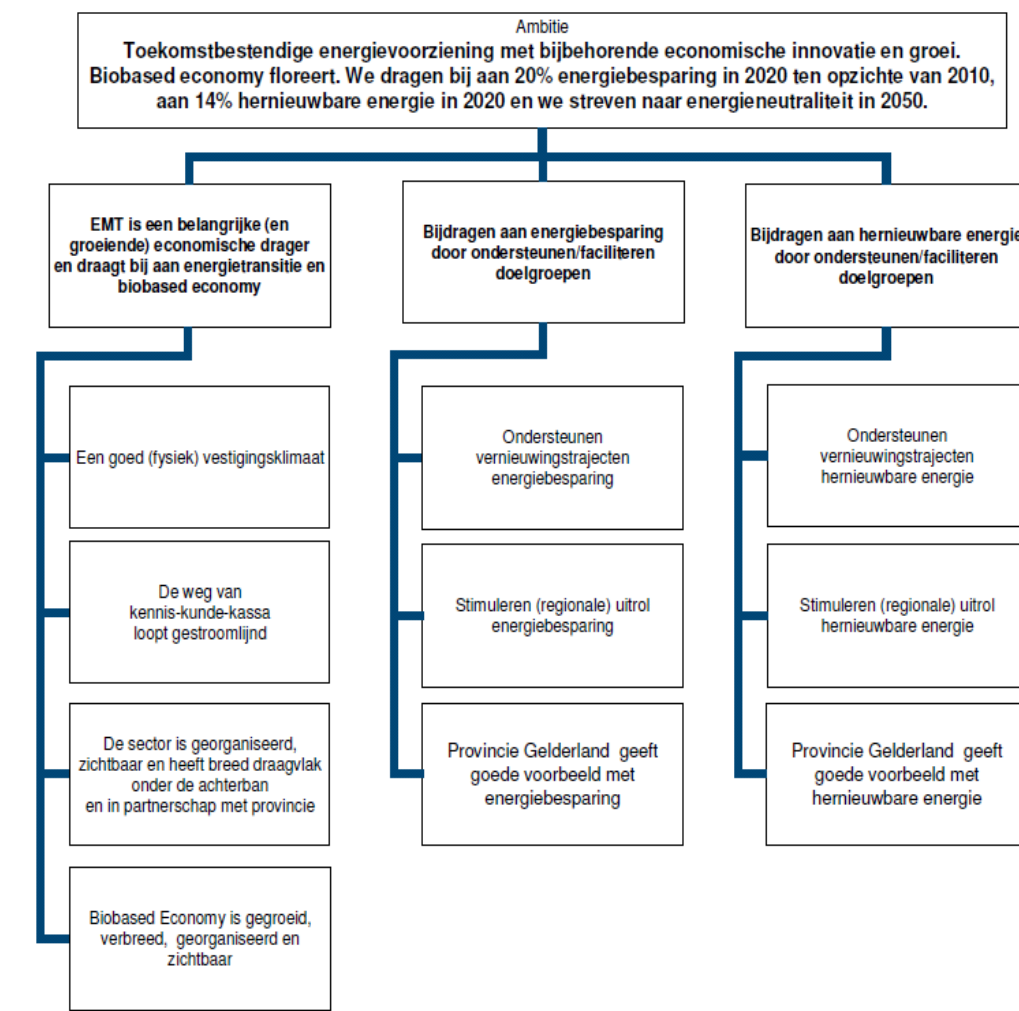 Ambitie
Toekomstbestendige energievoorziening met bijbehorende economische innovatie en groei.
Biobased economy floreert. We dragen bij aan 20% energiebesparing in 2020 ten opzichte van 2010,
aan 14% hernieuwbare energie in 2020 en we streven naar energieneutraliteit in 2050.
EMT is een belangrijke (en
groeiende) economische drager
en draagt bij aan energietransitie en
biobased economy
Een goed (fysiek) vestigingsklimaat
De weg van
kennis-kunde-kassa
loopt gestroomlijnd
De sector is georganiseerd,
zichtbaar en heeft breed draagvlak
onder de achterban
en in partnerschap met provincie
Biobased Economy is gegroeid,
verbreed, georganiseerd en
zichtbaar
Bijdragen aan energiebesparing
door ondersteunen/faciliteren
doelgroepen
Ondersteunen
vernieuwingstrajecten
energiebesparing
Stimuleren (regionale) uitrol
energiebesparing
Provincie Gelderland geeft
goede voorbeeld met
energiebesparing
Bijdragen aan hernieuwbare energie
door ondersteunen/faciliteren
doelgroepen
Ondersteunen
vernieuwingstrajecten
hernieuwbare energie
Stimuleren (regionale) uitrol
hernieuwbare energie
Provincie Gelderland geeft
goede voorbeeld met
hernieuwbare energie